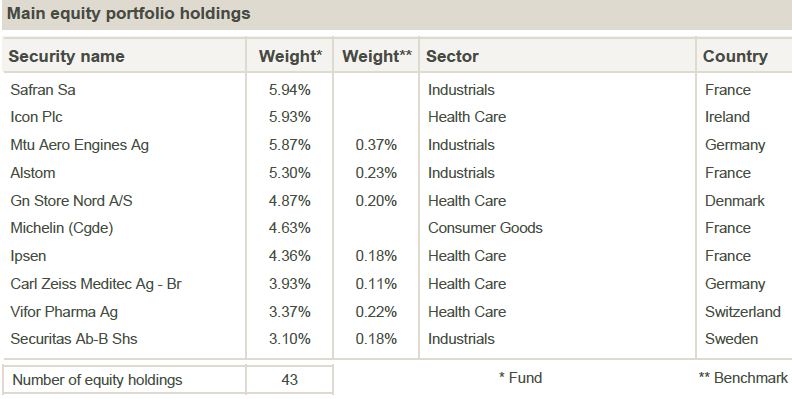 Main equity portfolio holdings
Security name Weight* Weight** Sector Country
Safran Sa 5.94% Industrials France
Icon Plc 5.93% Health Care Ireland
Mtu Aero Engines Ag 5.87% 0.37% Industrials Germany
Alstom 5.30% 0.23% Industrials France
Gn Store Nord A/S 4.87% 0.20% Health Care Denmark
Michelin (Cgde) 4.63% Consumer Goods France
Ipsen 4.36% 0.18% Health Care France
Carl Zeiss Meditec Ag - Br 3.93% 0.11% Health Care Germany
Vifor Pharma Ag 3.37% 0.22% Health Care Switzerland
Securitas Ab-B Shs 3.10% 0.18% Industrials Sweden
Number of equity holdings 43 * Fund ** Benchmark